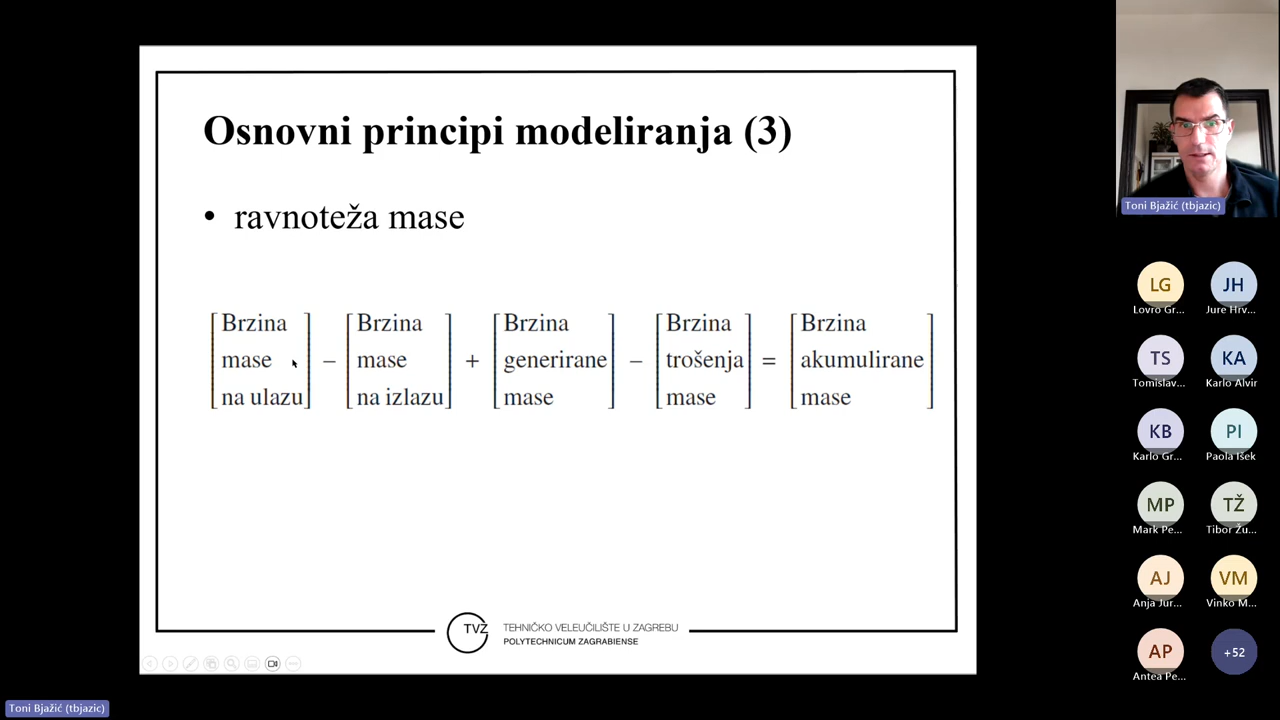 Osnovni principi modeliranja (3)
• ravnoteža mase
[Brzina mase na ulazu] – [Brzina mase na izlazu] + [Brzina generirane mase] – [Brzina trošenja mase] = [Brzina akumulirane mase]
TVZ
TEHNIČKO VELEUČILIŠTE U ZAGREBU
POLYTECHNICUM ZAGRABIENSE
Toni Bjažić (tbjazic)
LG
Lovro Gr...
JH
Jure Hrv...
TS
Tomislav...
KA
Karlo Alvir
KB
Karlo Gr...
PI
Paola Išek
MP
Mark Pe...
TŽ
Tibor Žu...
AJ
Anja Jur...
VM
Vinko M...
AP
Antea Pe...
+52
Toni Bjažić (tbjazic)